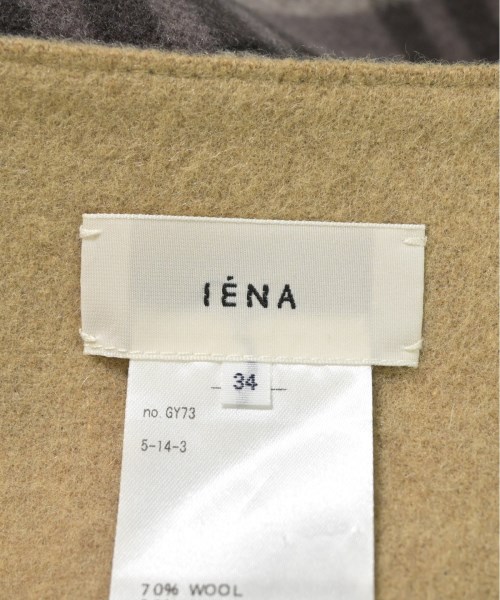 IÉNA
34
no. GY73
5-14-3
70% WOOL